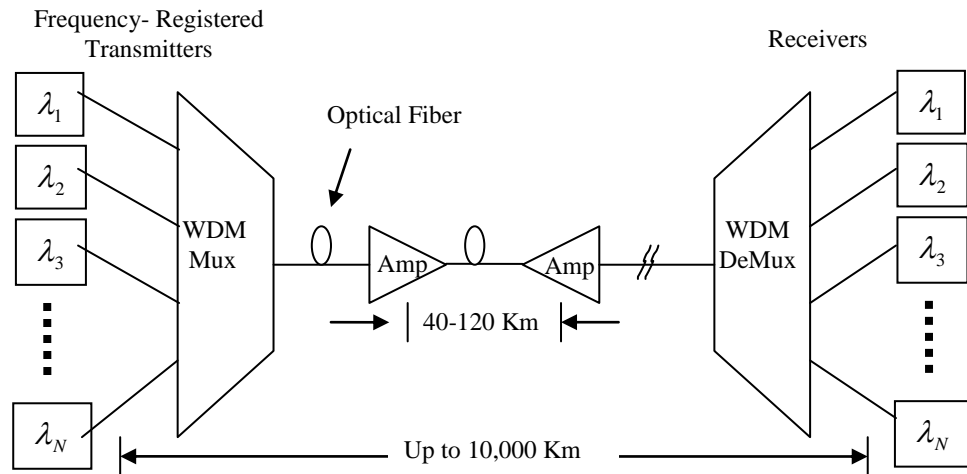 Frequency- Registered
Transmitters
Receivers
λ1
λ2
λ3
λN
WDM
Mux
Optical Fiber
Amp
Amp
40-120 Km
WDM
DeMux
λ1
λ2
λ3
λN
Up to 10,000 Km